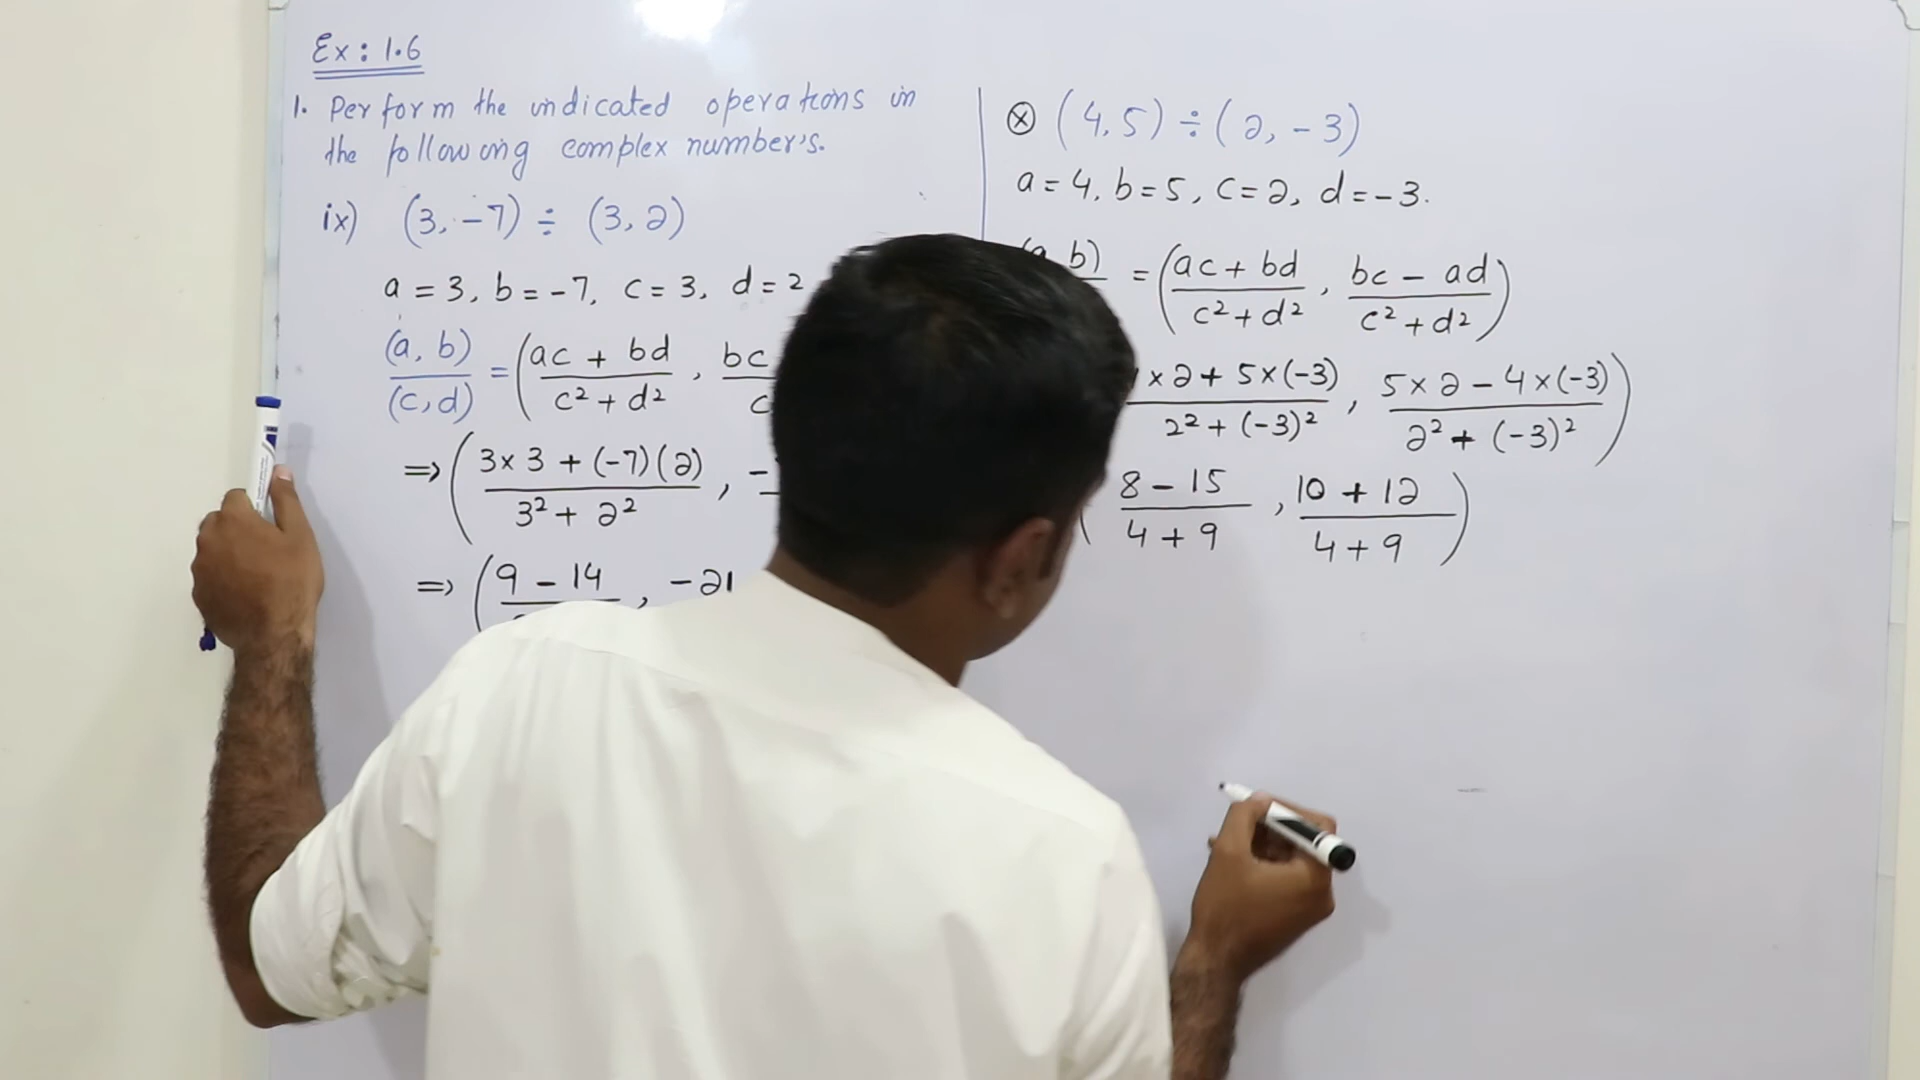 Ex: 1.6
1. Perform the indicated operations in
the following complex number's.
ix) (3, -7) ÷ (3, 2)
a = 3, b = -7, c = 3, d = 2
(a, b)/(c, d) = (ac + bd/c² + d², bc
⇒ (3×3 + (-7)(2)/3² + 2², -
⇒ (9 - 14, -21
ⓧ (4, 5) ÷ (2, -3)
a = 4, b = 5, c = 2, d = -3.
b) = (ac + bd/c² + d², bc - ad/c² + d²)
×2 + 5×(-3)/2² + (-3)², 5×2 - 4×(-3)/2² + (-3)²)
(8 - 15/4 + 9, 10 + 12/4 + 9)